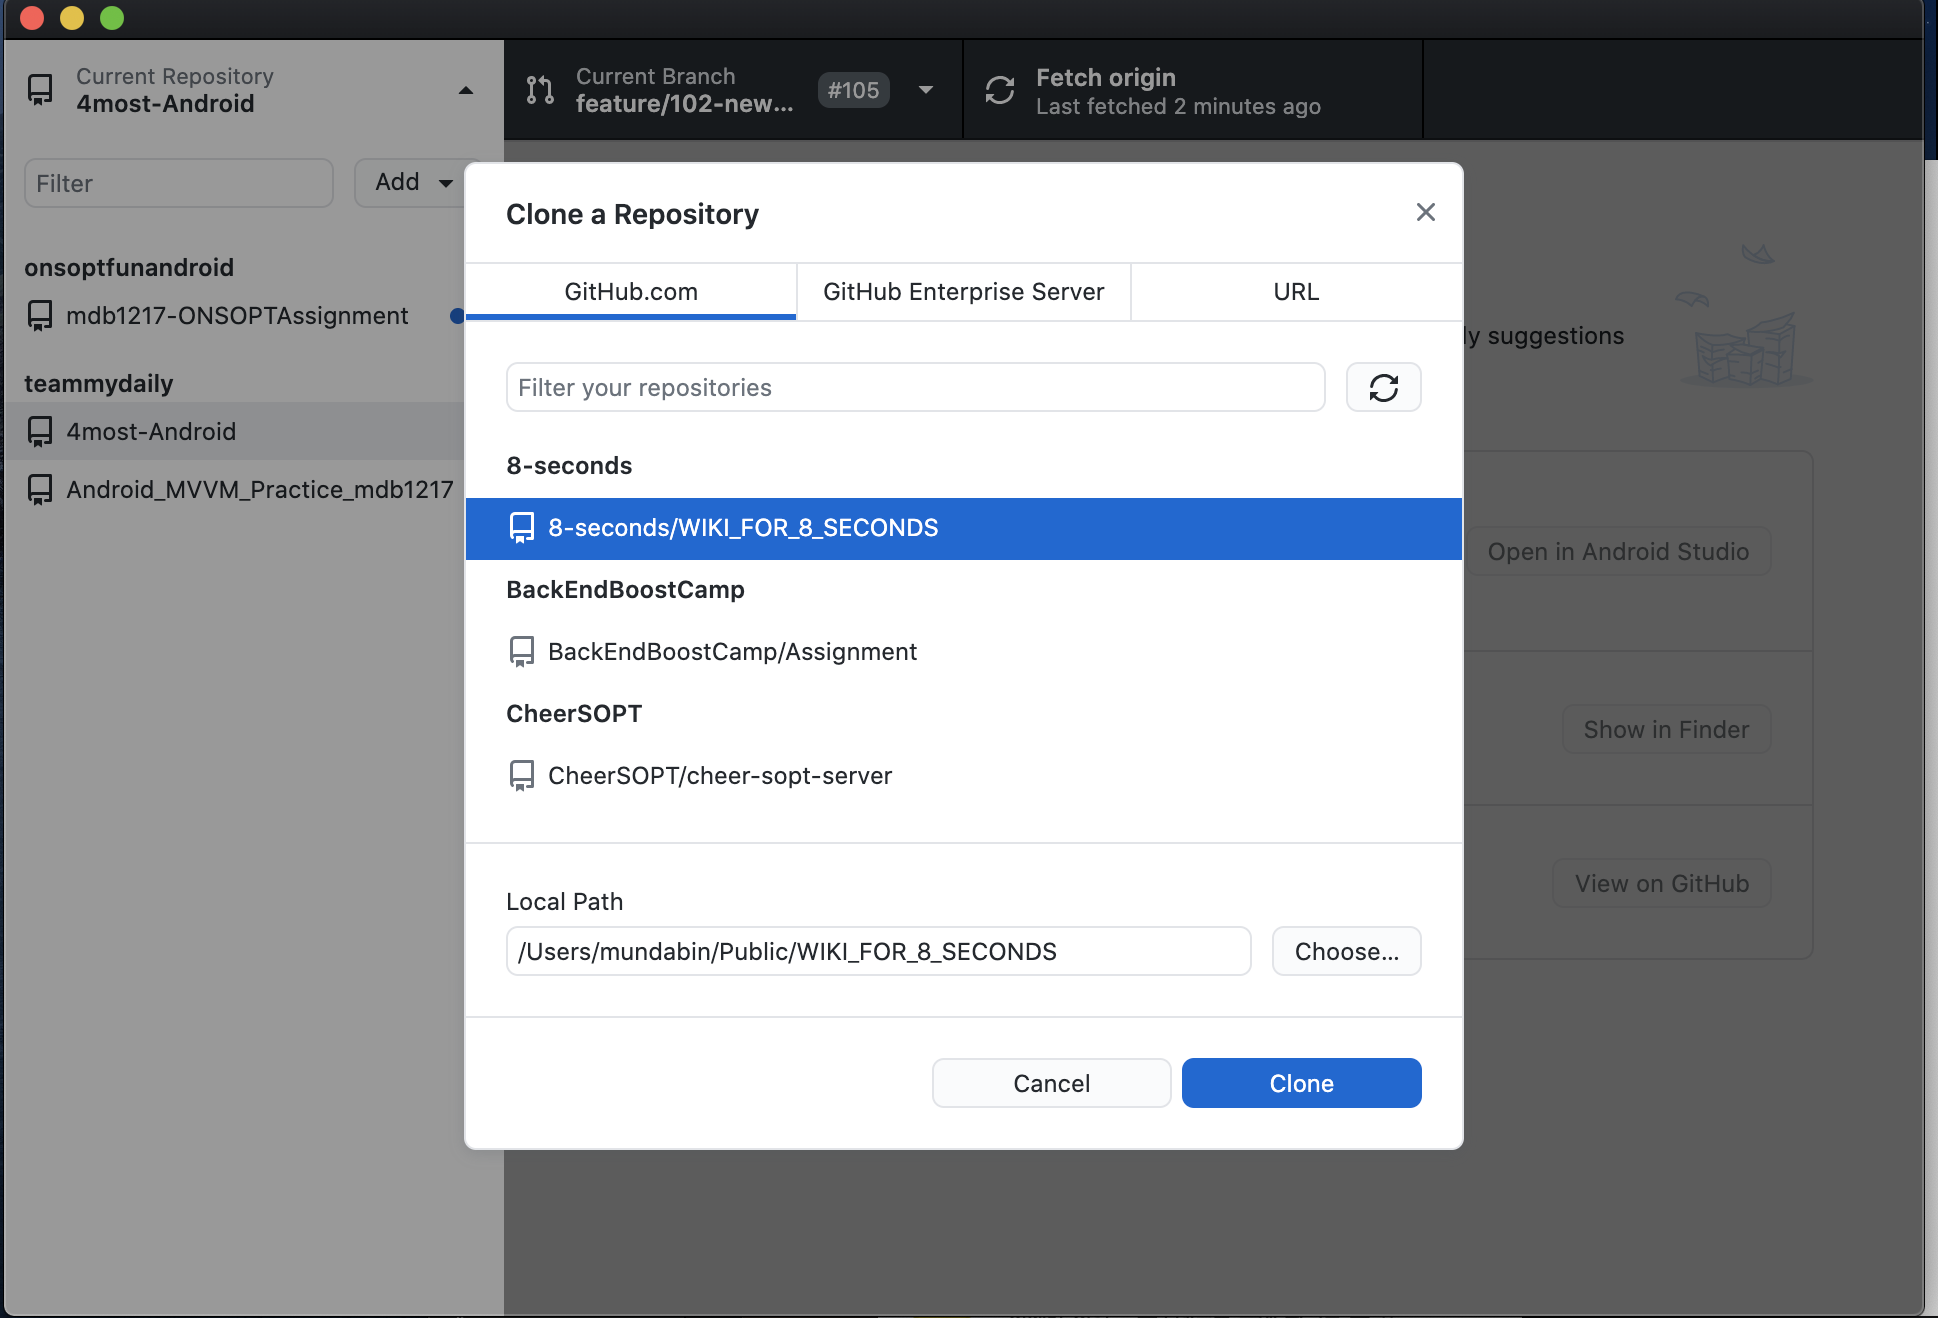 Current Repository
4most-Android
Current Branch
feature/102-new...
#105
Fetch origin
Last fetched 2 minutes ago
Filter
Add
onsoptfunandroid
mdb1217-ONSOPTAssignment
teammydaily
4most-Android
Android_MVVM_Practice_mdb1217
Clone a Repository
GitHub.com
GitHub Enterprise Server
URL
Filter your repositories
8-seconds
8-seconds/WIKI_FOR_8_SECONDS
BackEndBoostCamp
BackEndBoostCamp/Assignment
CheerSOPT
CheerSOPT/cheer-sopt-server
Local Path
/Users/mundabin/Public/WIKI_FOR_8_SECONDS
Choose...
Cancel
Clone
ly suggestions
Open in Android Studio
Show in Finder
View on GitHub